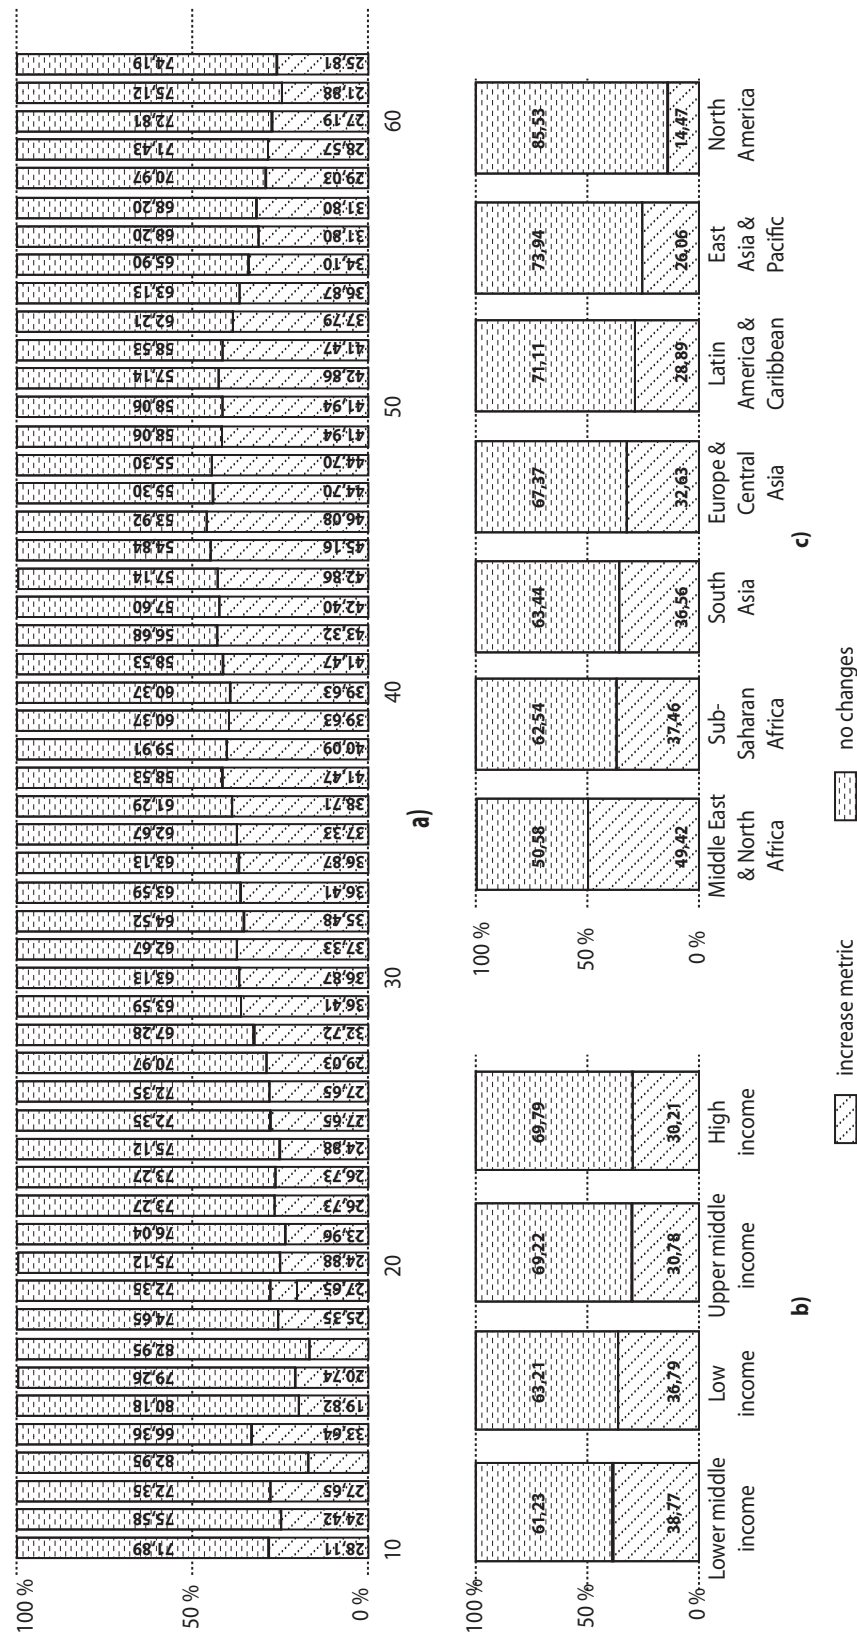 100 %
71,89 75,58 72,35 82,95 66,36 80,18 79,26 82,95 74,65 72,35 75,12 76,04 73,27 73,27 75,12 72,35 72,35 70,97 67,28 63,59 63,13 62,67 64,52 63,59 63,13 62,67 61,29 58,53 59,91 60,37 60,37 58,53 56,68 57,60 57,14 54,84 53,92 55,30 55,30 58,06 58,06 57,14 58,53 62,21 63,13 65,90 68,20 68,20 70,97 71,43 72,81 75,12 74,19
50 %
28,11 24,42 27,65 33,64 19,82 20,74 25,35 27,65 24,88 23,96 26,73 26,73 24,88 27,65 27,65 29,03 32,72 36,41 36,87 37,33 35,48 36,41 36,87 37,33 38,71 41,47 40,09 39,63 39,63 41,47 43,32 42,40 42,86 45,16 46,08 44,70 44,70 41,94 41,94 42,86 41,47 37,79 36,87 34,10 31,80 31,80 29,03 28,57 27,19 21,88 25,81
0 %
10 20 30 40 50 60
a)
100 %
61,23 63,21 69,22 69,79
50 %
38,77 36,79 30,78 30,21
0 %
Lower middle
income
Low
income
Upper middle
income
High
income
b)
100 %
50,58 62,54 63,44 67,37 71,11 73,94 85,53
50 %
49,42 37,46 36,56 32,63 28,89 26,06 14,47
0 %
Middle East
& North
Africa
Sub-
Saharan
Africa
South
Asia
Europe &
Central
Asia
Latin
America &
Caribbean
East
Asia &
Pacific
North
America
c)
increase metric
no changes